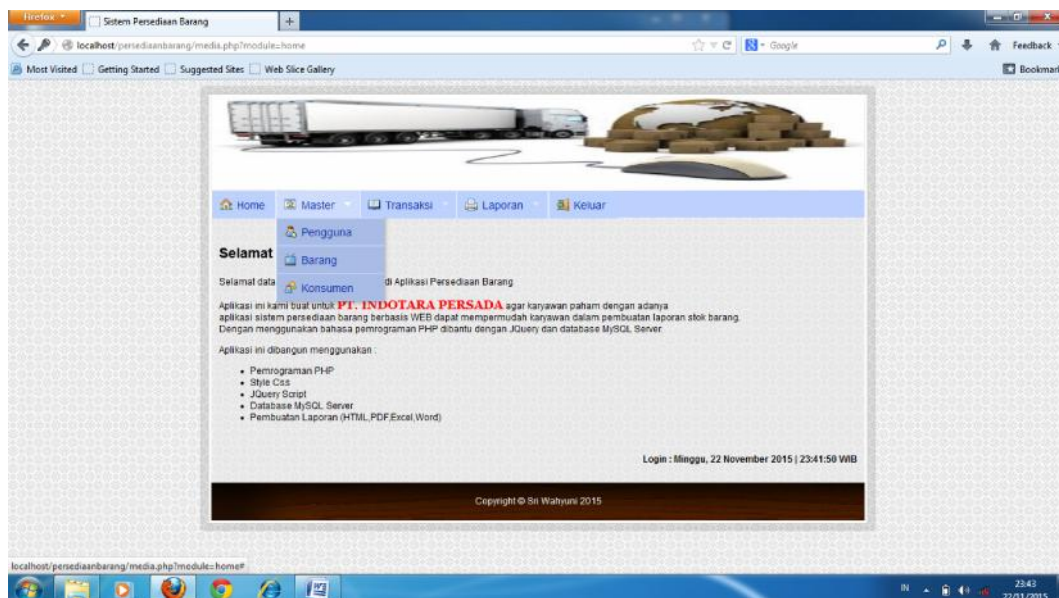 Firefox
Sistem Persediaan Barang
localhost/persediaanbarang/media.php?module=home
Google
Feedback
Most Visited Getting Started Suggested Sites Web Slice Gallery
Bookmar
Home Master Transaksi Laporan Keluar
Pengguna
Barang
Konsumen
Selamat
Selamat data di Aplikasi Persediaan Barang
Aplikasi ini kami buat untuk PT. INDOTARA PERSADA agar karyawan paham dengan adanya
aplikasi sistem persediaan barang berbasis WEB dapat mempermudah karyawan dalam pembuatan laporan stok barang.
Dengan menggunakan bahasa pemrograman PHP dibantu dengan JQuery dan database MySQL Server
Aplikasi ini dibangun menggunakan :
• Pemrograman PHP
• Style Css
• JQuery Script
• Database MySQL Server
• Pembuatan Laporan (HTML,PDF,Excel,Word)
Login : Minggu, 22 November 2015 | 23:41:50 WIB
Copyright © Sri Wahyuni 2015
localhost/persediaanbarang/media.php?module=home#
IN
23:43
22/11/2015